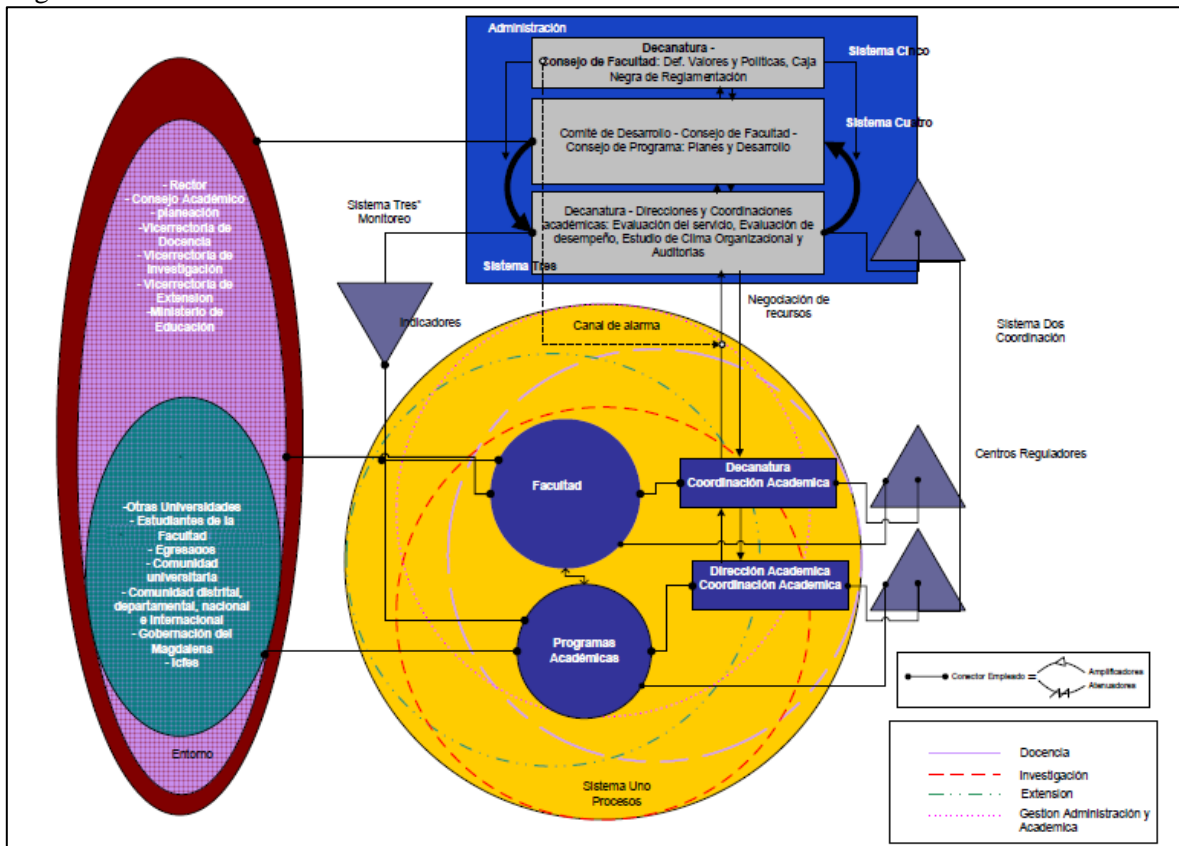 Administración
Decanatura -
Consejo de Facultad: Def. Valores y Políticas, Caja
Negra de Reglamentación
Sistema Cinco
Sistema Cuatro
Comité de Desarrollo - Consejo de Facultad -
Consejo de Programa: Planes y Desarrollo
Decanatura - Direcciones y Coordinaciones
académicas: Evaluación del servicio, Evaluación de
desempeño, Estudio de Clima Organizacional y
Auditorias
Sistema Tres
Sistema Tres*
Monitoreo
- Rector
- Consejo Académico
- planeación
-Vicerrectoría de
Docencia
- Vicerrectoría de
Investigación
- Vicerrectoría de
Extension
-Ministerio de
Educación
Indicadores
Canal de alarma
Negociación de
recursos
Sistema Dos
Coordinación
Centros Reguladores
Facultad
Decanatura
Coordinación Academica
Dirección Academica
Coordinación Academica
Programas
Académicas
-Otras Universidades
- Estudiantes de la
Facultad
- Egresados
- Comunidad
universitaria
- Comunidad distrital,
departamental, nacional
e Internacional
- Gobernación del
Magdalena
- Icfes
Entorno
Sistema Uno
Procesos
Conector Empleado =
Amplificadores
Atenuadores
Docencia
Investigación
Extension
Gestion Administración y
Academica